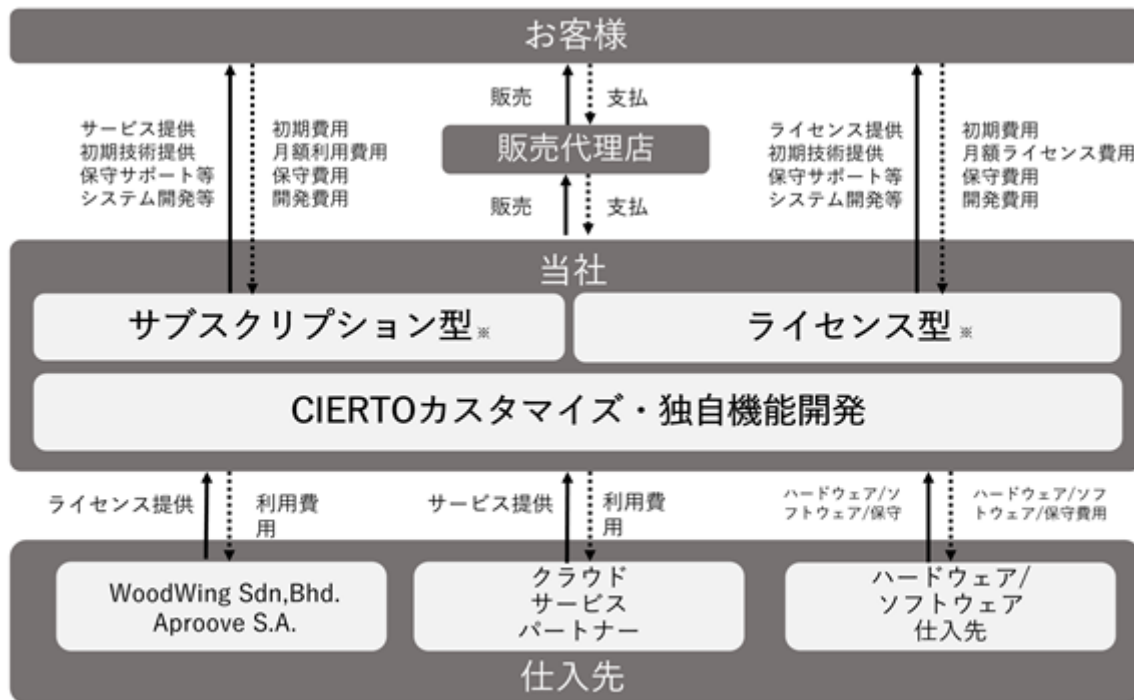 お客様
サービス提供
初期技術提供
保守サポート等
システム開発等
初期費用
月額利用費用
保守費用
開発費用
販売
支払
販売代理店
販売
支払
ライセンス提供
初期技術提供
保守サポート等
システム開発等
初期費用
月額ライセンス費用
保守費用
開発費用
当社
サブスクリプション型※
ライセンス型※
CIERTOカスタマイズ・独自機能開発
ライセンス提供
利用費
用
サービス提供
利用費
用
ハードウェア/ソ
フトウェア/保守
ハードウェア/ソフ
トウェア/保守費用
WoodWing Sdn,Bhd.
Aproove S.A.
クラウド
サービス
パートナー
ハードウェア/
ソフトウェア
仕入先
仕入先